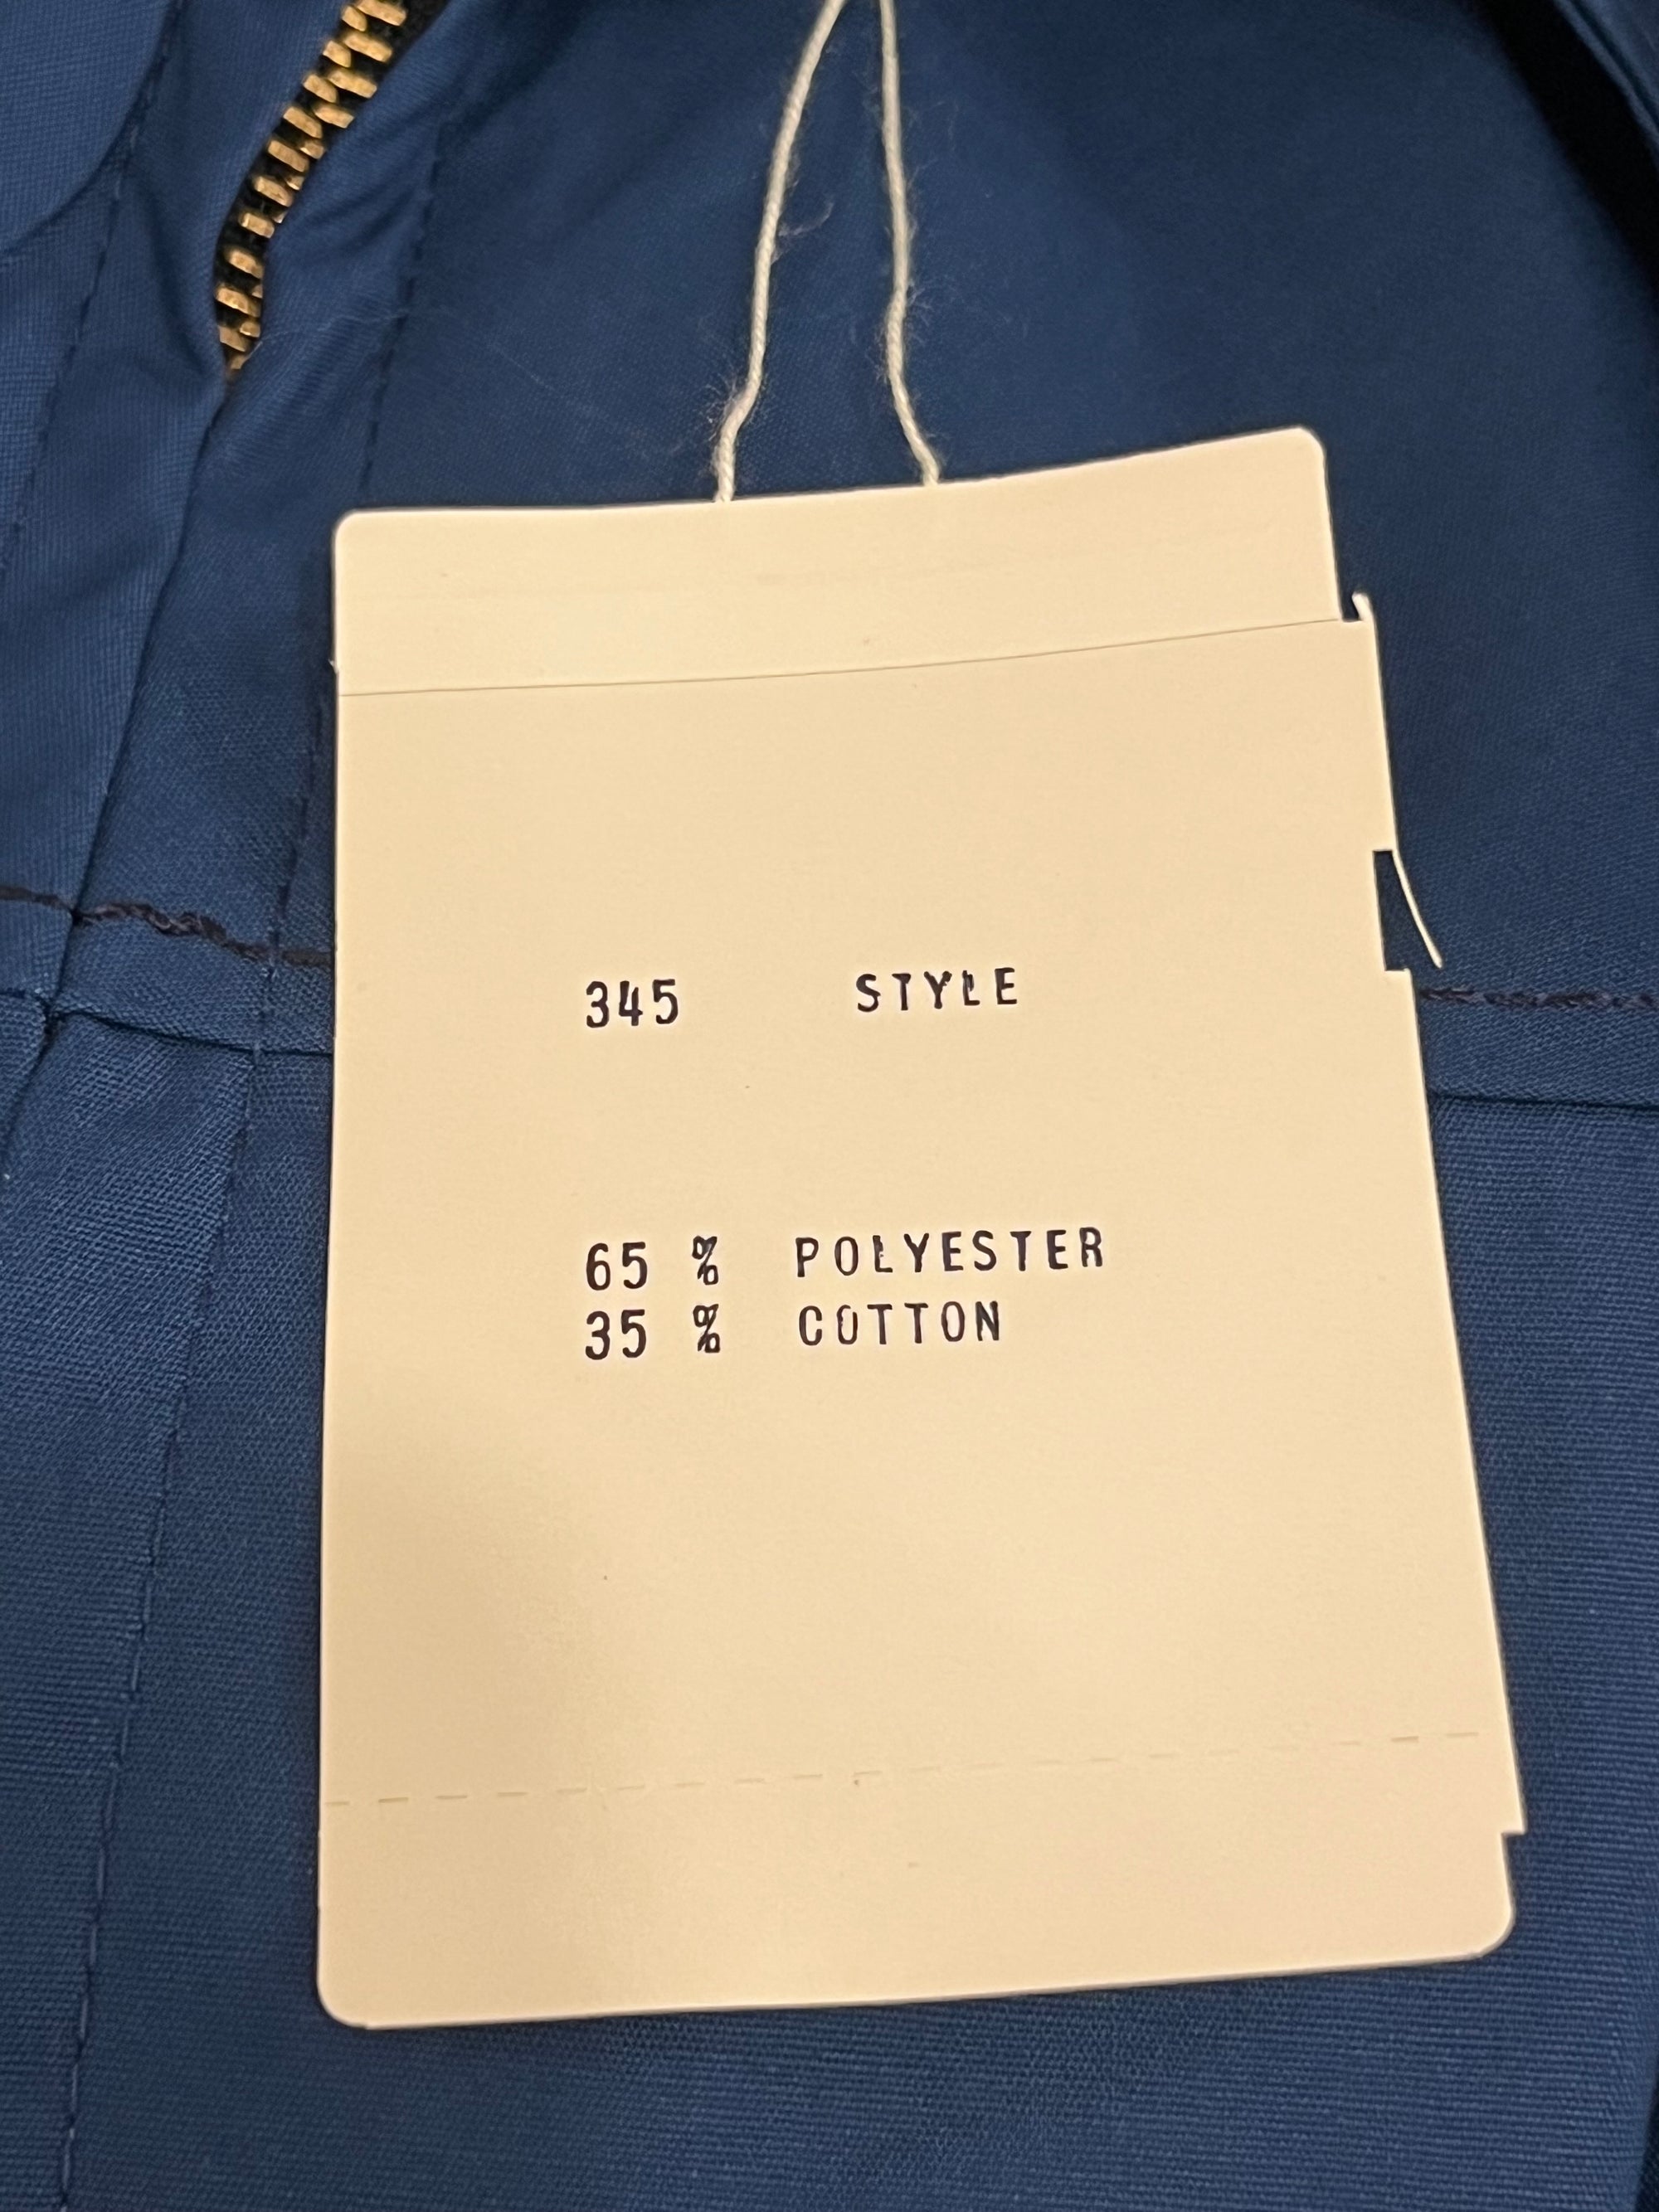 345 STYLE
65 % POLYESTER
35 % COTTON